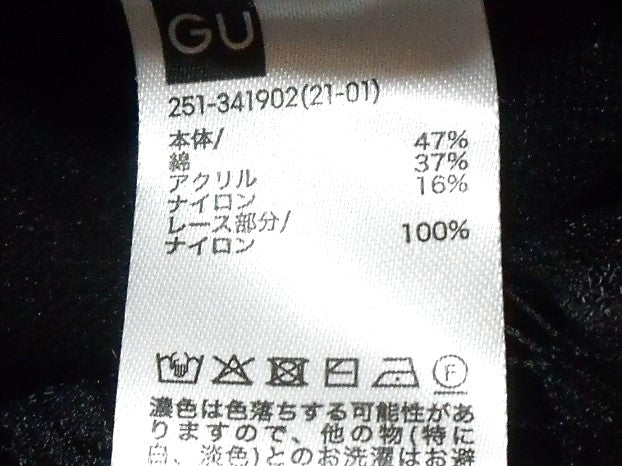 GU
251-341902(21-01)
本体/ 47%
綿 37%
アクリル 16%
ナイロン
レース部分/ 100%
ナイロン
F
濃色は色落ちする可能性があ
りますので、他の物(特に
白、淡色)とのお洗濯はお避